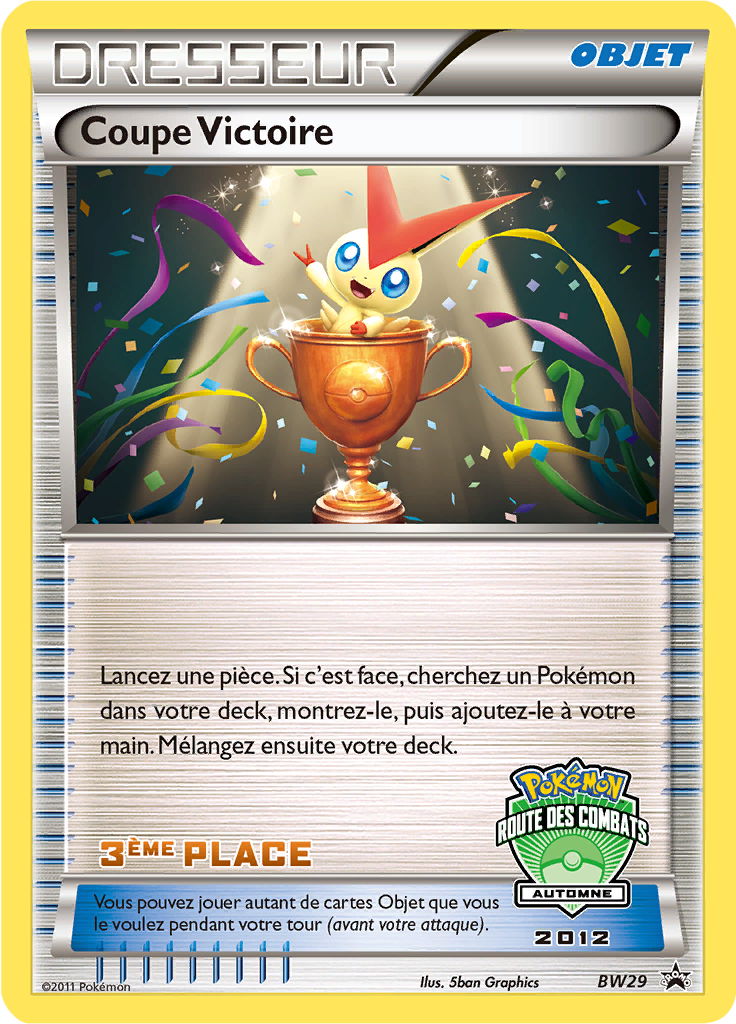 DRESSEUR
OBJET
Coupe Victoire
Lancez une pièce. Si c'est face, cherchez un Pokémon
dans votre deck, montrez-le, puis ajoutez-le à votre
main. Mélangez ensuite votre deck.
POKéMON
ROUTE DES COMBATS
AUTOMNE
2012
3ÈME PLACE
Vous pouvez jouer autant de cartes Objet que vous
le voulez pendant votre tour (avant votre attaque).
©2011 Pokémon
Ilus. 5ban Graphics
BW29
PROMO